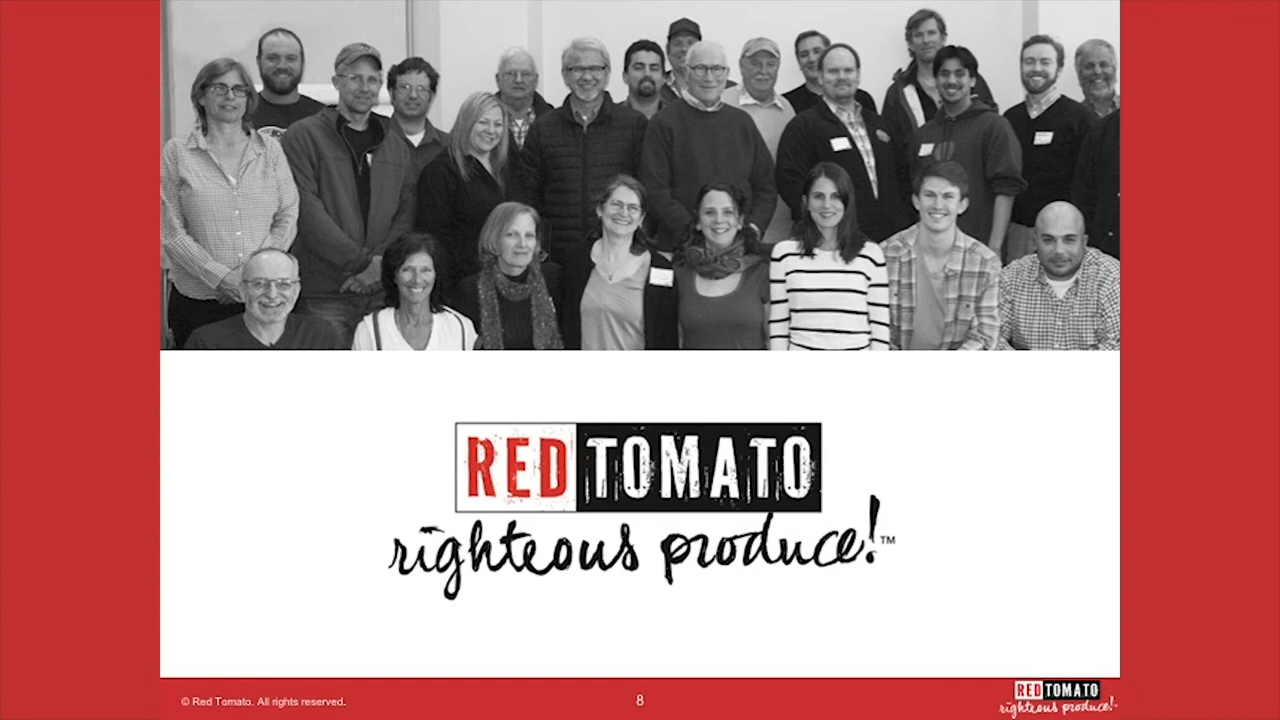 RED TOMATO
righteous produce!™
© Red Tomato. All rights reserved.
8
RED TOMATO
righteous produce!